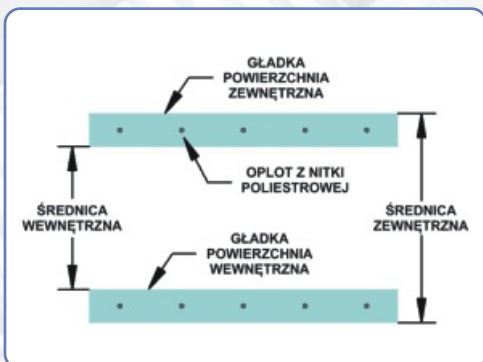 GŁADKA
POWIERZCHNIA
ZEWNĘTRZNA
OPLOT Z NITKI
POLIESTROWEJ
ŚREDNICA
WEWNĘTRZNA
ŚREDNICA
ZEWNĘTRZNA
GŁADKA
POWIERZCHNIA
WEWNĘTRZNA